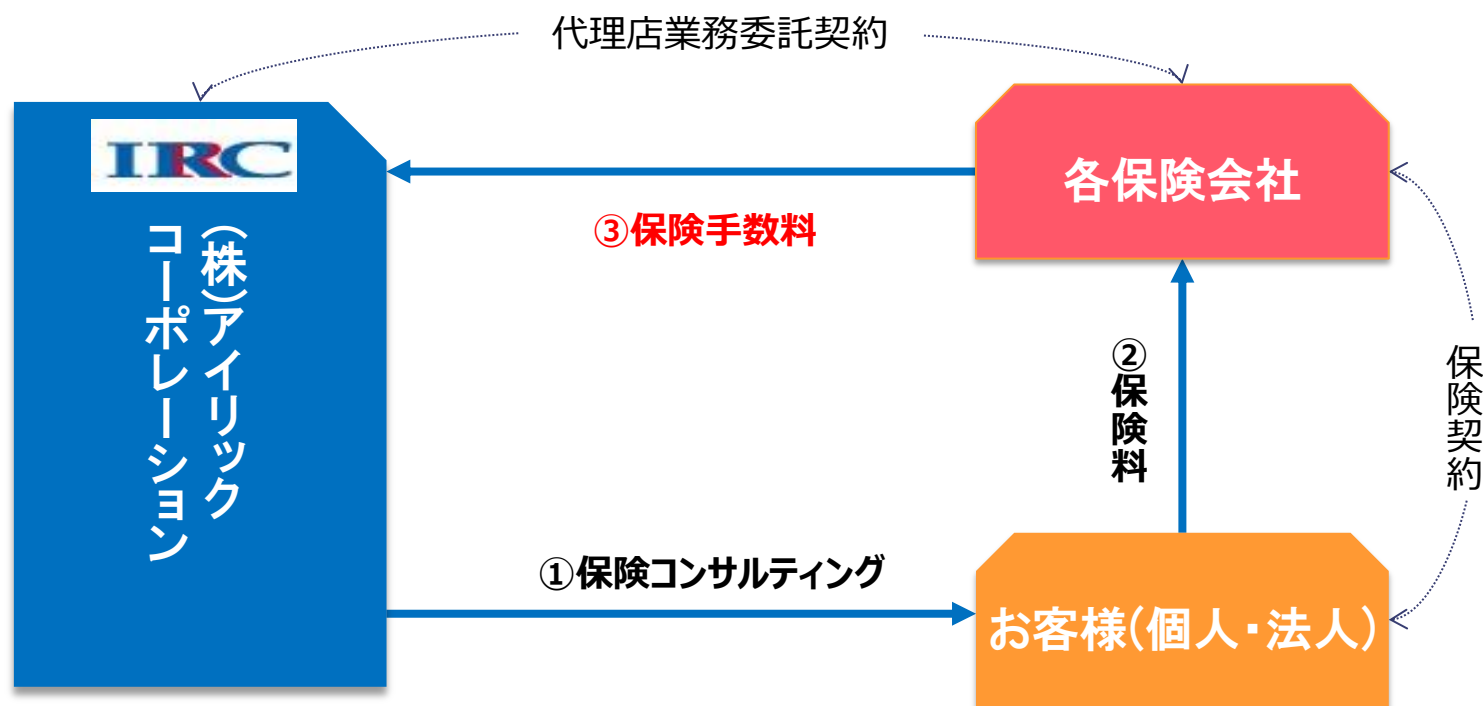 代理店業務委託契約
IRC
(株)アイリック
コーポレーション
各保険会社
③保険手数料
②保険料
保険契約
①保険コンサルティング
お客様(個人・法人)